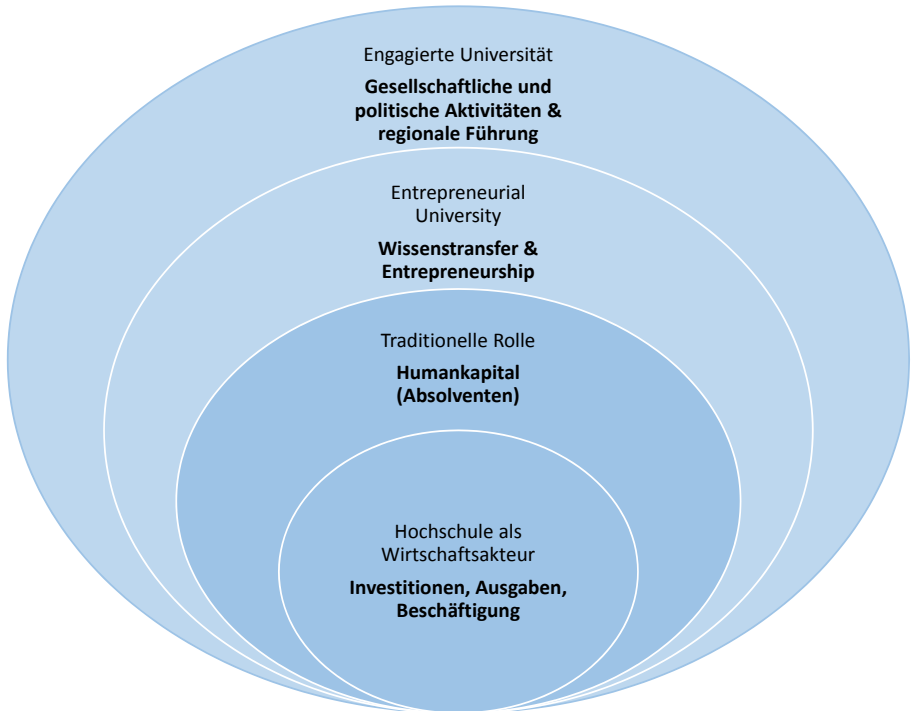 Engagierte Universität
Gesellschaftliche und
politische Aktivitäten &
regionale Führung
Entrepreneurial
University
Wissenstransfer &
Entrepreneurship
Traditionelle Rolle
Humankapital
(Absolventen)
Hochschule als
Wirtschaftsakteur
Investitionen, Ausgaben,
Beschäftigung